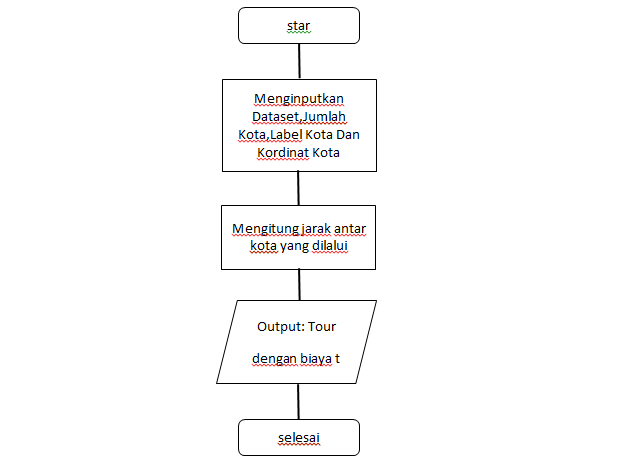 star
Menginputkan
Dataset,Jumlah
Kota,Label Kota Dan
Kordinat Kota
Mengitung jarak antar
kota yang dilalui
Output: Tour
dengan biaya t
selesai